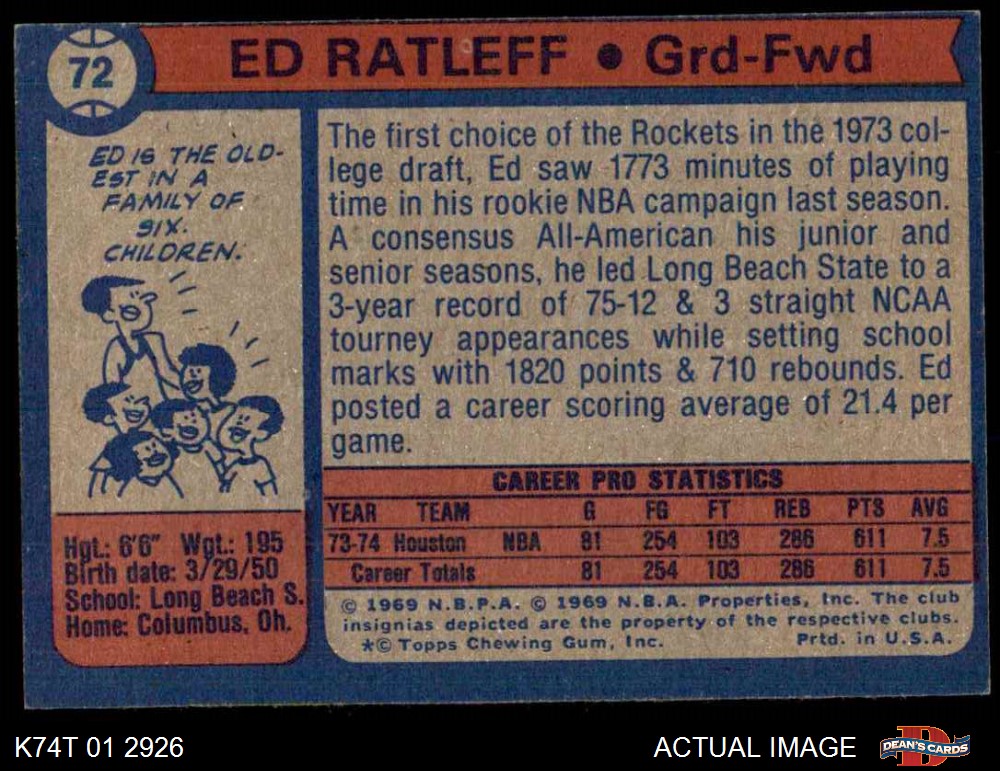 72
ED RATLEFF • Grd-Fwd
ED IS THE OLD-
EST IN A
FAMILY OF
SIX.
CHILDREN.
The first choice of the Rockets in the 1973 col-
lege draft, Ed saw 1773 minutes of playing
time in his rookie NBA campaign last season.
A consensus All-American his junior and
senior seasons, he led Long Beach State to a
3-year record of 75-12 & 3 straight NCAA
tourney appearances while setting school
marks with 1820 points & 710 rebounds. Ed
posted a career scoring average of 21.4 per
game.
Hgt.: 6'6" Wgt.: 195
Birth date: 3/29/50
School: Long Beach S.
Home: Columbus, Oh.
CAREER PRO STATISTICS
YEAR TEAM G FG FT REB PTS AVG
73-74 Houston NBA 81 254 103 286 611 7.5
Career Totals 81 254 103 286 611 7.5
© 1969 N.B.P.A. © 1969 N.B.A. Properties, Inc. The club
insignias depicted are the property of the respective clubs.
*© Topps Chewing Gum, Inc. Prtd. in U.S.A.
K74T 01 2926
ACTUAL IMAGE
DEAN'S CARDS